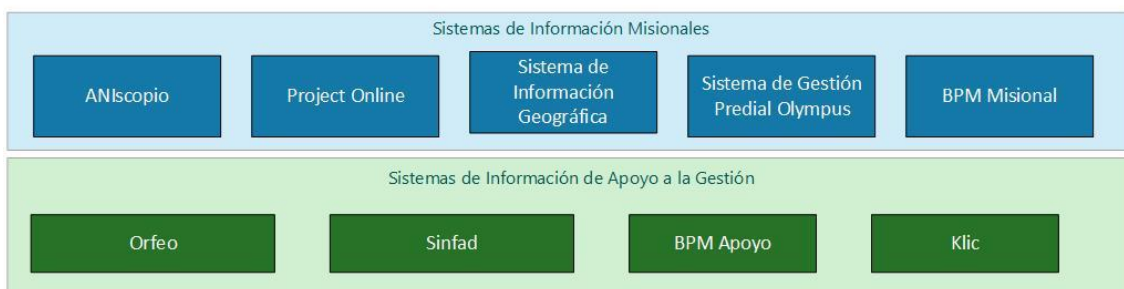 Sistemas de Información Misionales
ANIscopio
Project Online
Sistema de
Información
Geográfica
Sistema de Gestión
Predial Olympus
BPM Misional
Sistemas de Información de Apoyo a la Gestión
Orfeo
Sinfad
BPM Apoyo
Klic